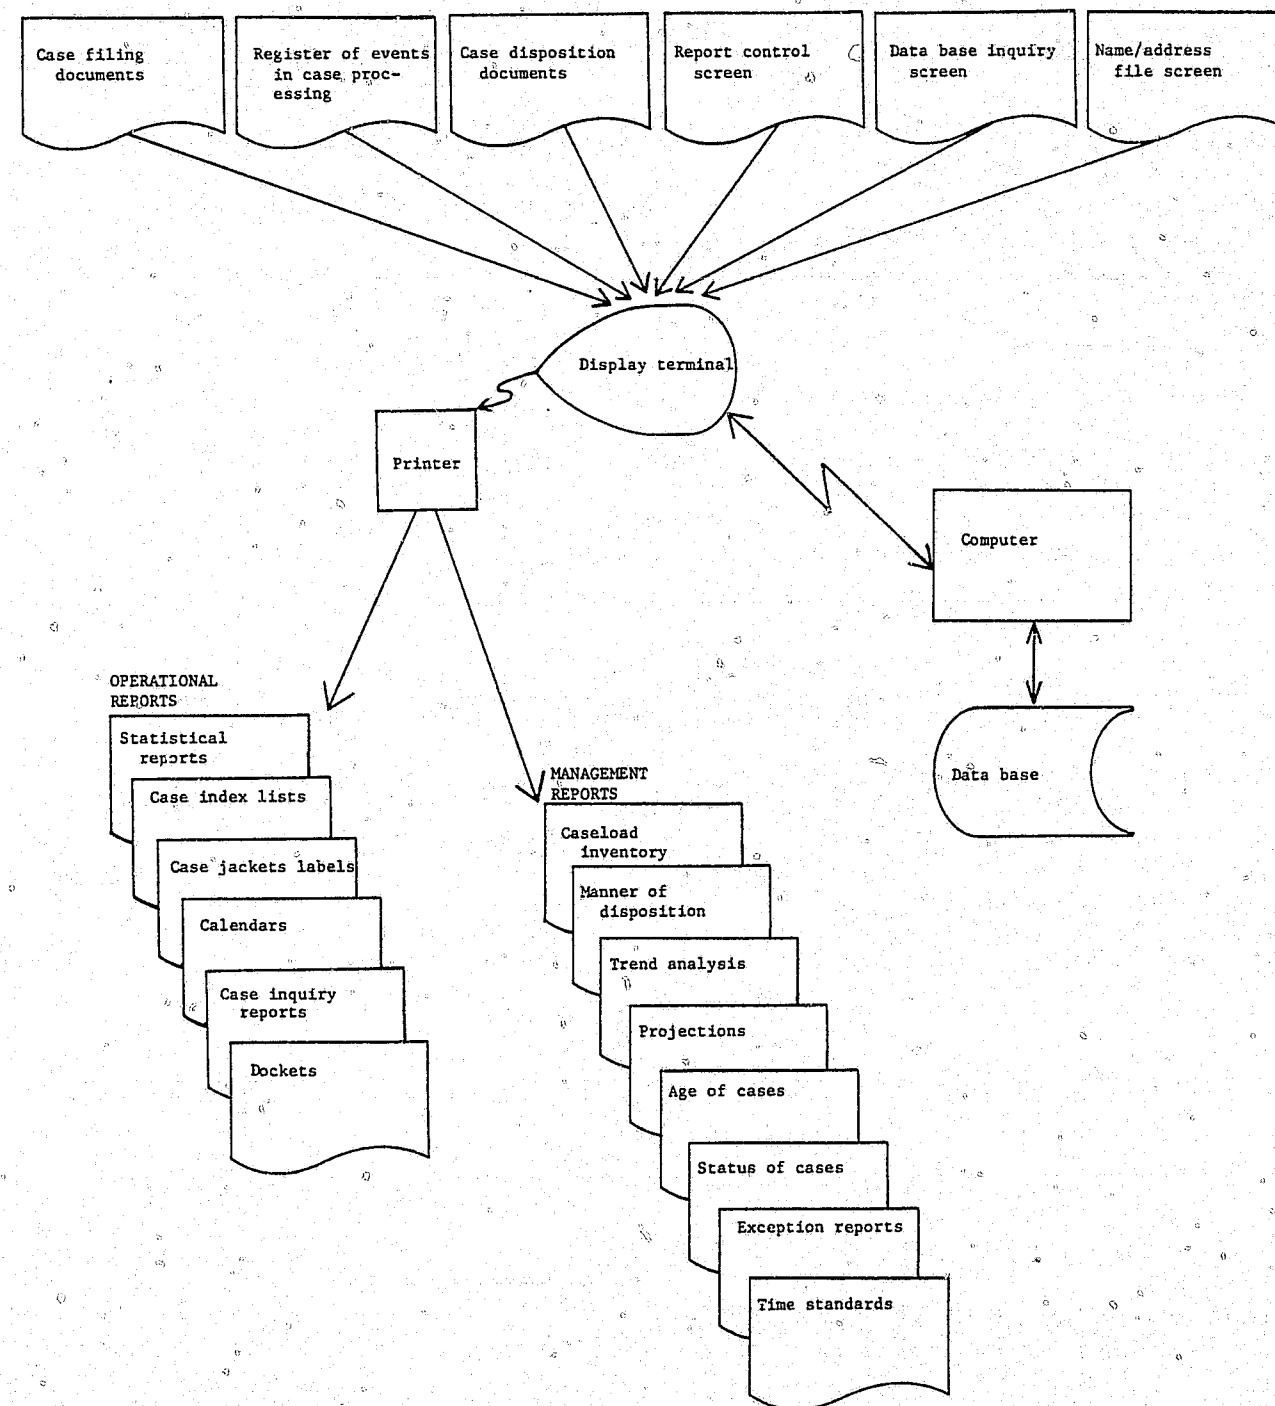 Case filing
documents
Register of events
in case proc-
essing
Case disposition
documents
Report control
screen
Data base inquiry
screen
Name/address
file screen
Display terminal
Printer
Computer
Data base
OPERATIONAL
REPORTS
Statistical
reports
Case index lists
Case jackets labels
Calendars
Case inquiry
reports
Dockets
MANAGEMENT
REPORTS
Caseload
inventory
Manner of
disposition
Trend analysis
Projections
Age of cases
Status of cases
Exception reports
Time standards